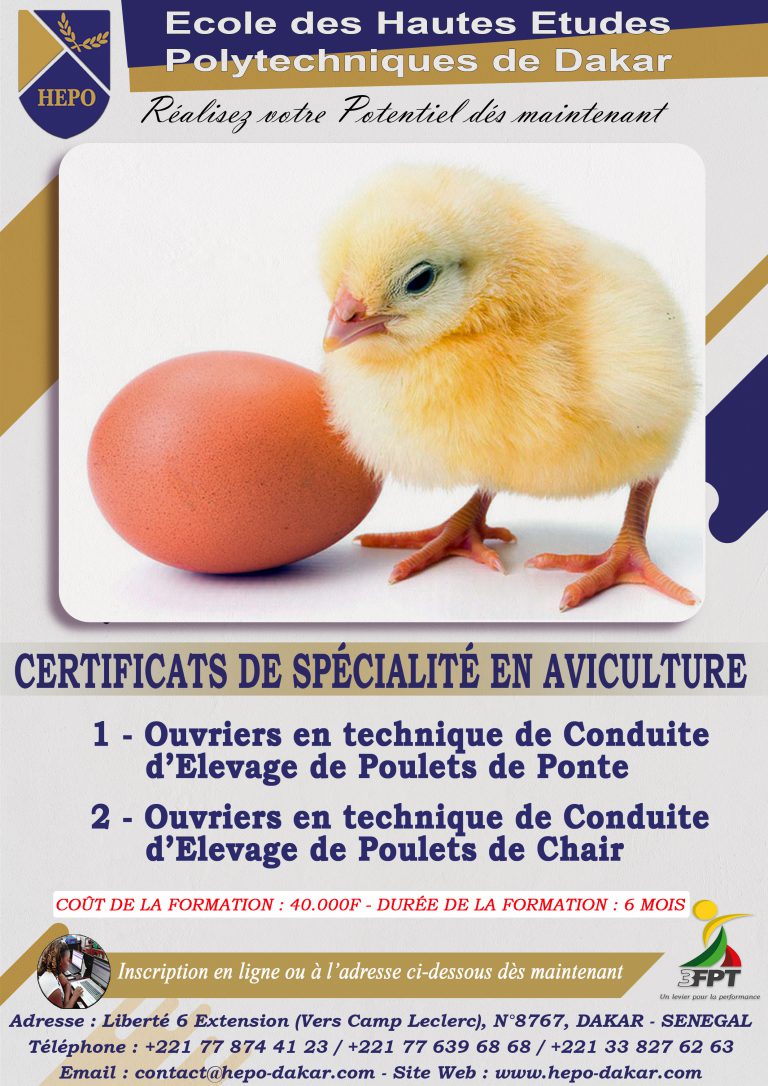 HEPO
Ecole des Hautes Etudes
Polytechniques de Dakar
Réalisez votre Potentiel dés maintenant
CERTIFICATS DE SPÉCIALITÉ EN AVICULTURE
1 - Ouvriers en technique de Conduite
d'Elevage de Poulets de Ponte
2 - Ouvriers en technique de Conduite
d'Elevage de Poulets de Chair
COÛT DE LA FORMATION : 40.000F - DURÉE DE LA FORMATION : 6 MOIS
Inscription en ligne ou à l'adresse ci-dessous dès maintenant
3FPT
Un levier pour la performance
Adresse : Liberté 6 Extension (Vers Camp Leclerc), N°8767, DAKAR - SENEGAL
Téléphone : +221 77 874 41 23 / +221 77 639 68 68 / +221 33 827 62 63
Email : contact@hepo-dakar.com - Site Web : www.hepo-dakar.com